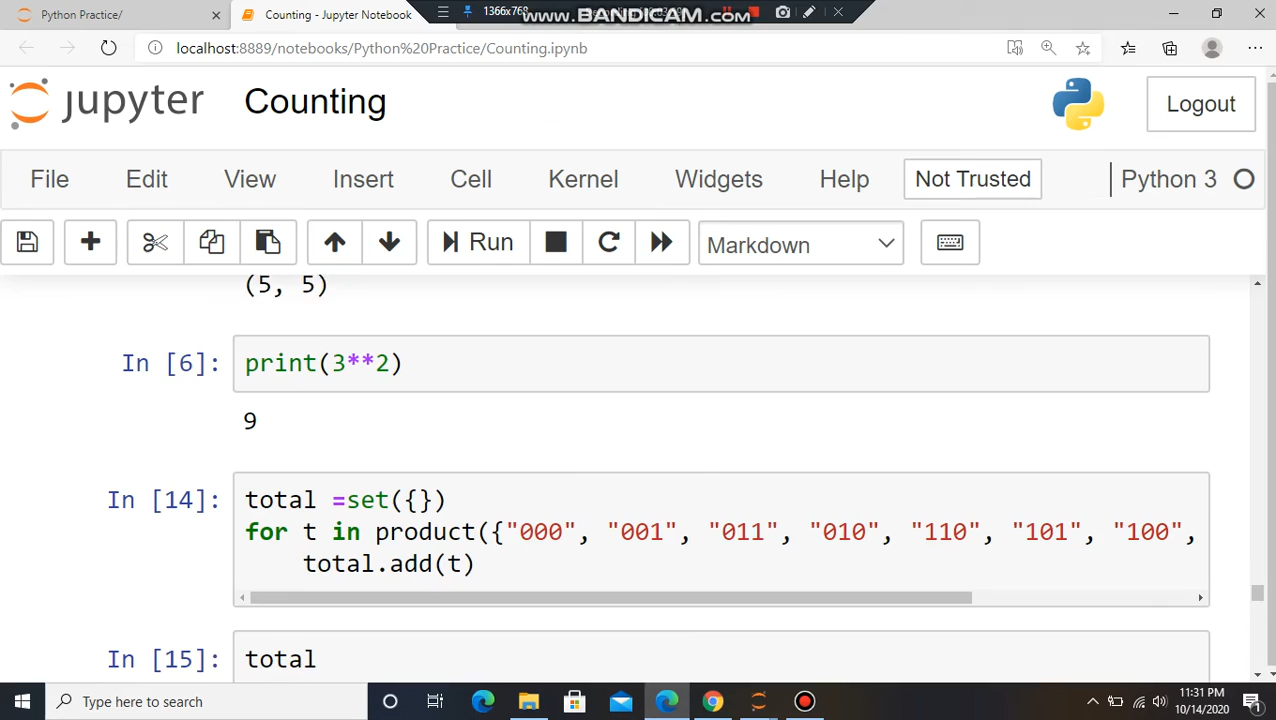 Python Practice/
Counting - Jupyter Notebook
1366x768
www.BANDICAM.com
localhost:8889/notebooks/Python%20Practice/Counting.ipynb
jupyter
Counting
Logout
File
Edit
View
Insert
Cell
Kernel
Widgets
Help
Not Trusted
Python 3
Run
Markdown
(5, 5)
In [6]:
print(3**2)
9
In [14]:
total =set({})
for t in product({"000", "001", "011", "010", "110", "101", "100",
total.add(t)
In [15]:
total
Type here to search
11:31 PM
10/14/2020
1